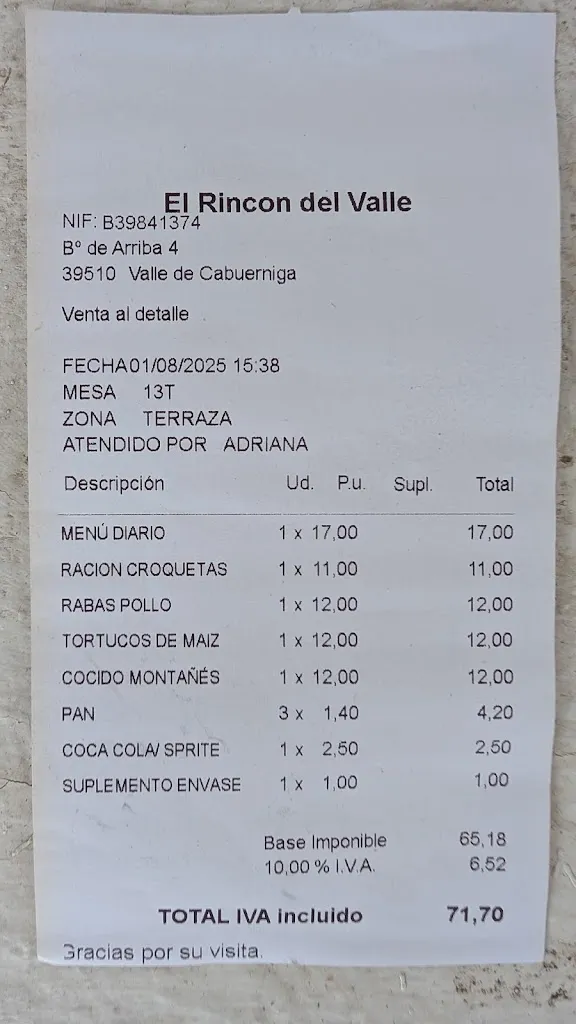 El Rincon del Valle
NIF: B39841374
Bº de Arriba 4
39510 Valle de Cabuerniga
Venta al detalle
FECHA01/08/2025 15:38
MESA 13T
ZONA TERRAZA
ATENDIDO POR ADRIANA
Descripción Ud. P.u. Supl. Total
MENÚ DIARIO 1 x 17,00 17,00
RACION CROQUETAS 1 x 11,00 11,00
RABAS POLLO 1 x 12,00 12,00
TORTUCOS DE MAIZ 1 x 12,00 12,00
COCIDO MONTAÑÉS 1 x 12,00 12,00
PAN 3 x 1,40 4,20
COCA COLA/ SPRITE 1 x 2,50 2,50
SUPLEMENTO ENVASE 1 x 1,00 1,00
Base Imponible 65,18
10,00 % I.V.A. 6,52
TOTAL IVA incluido 71,70
Gracias por su visita.